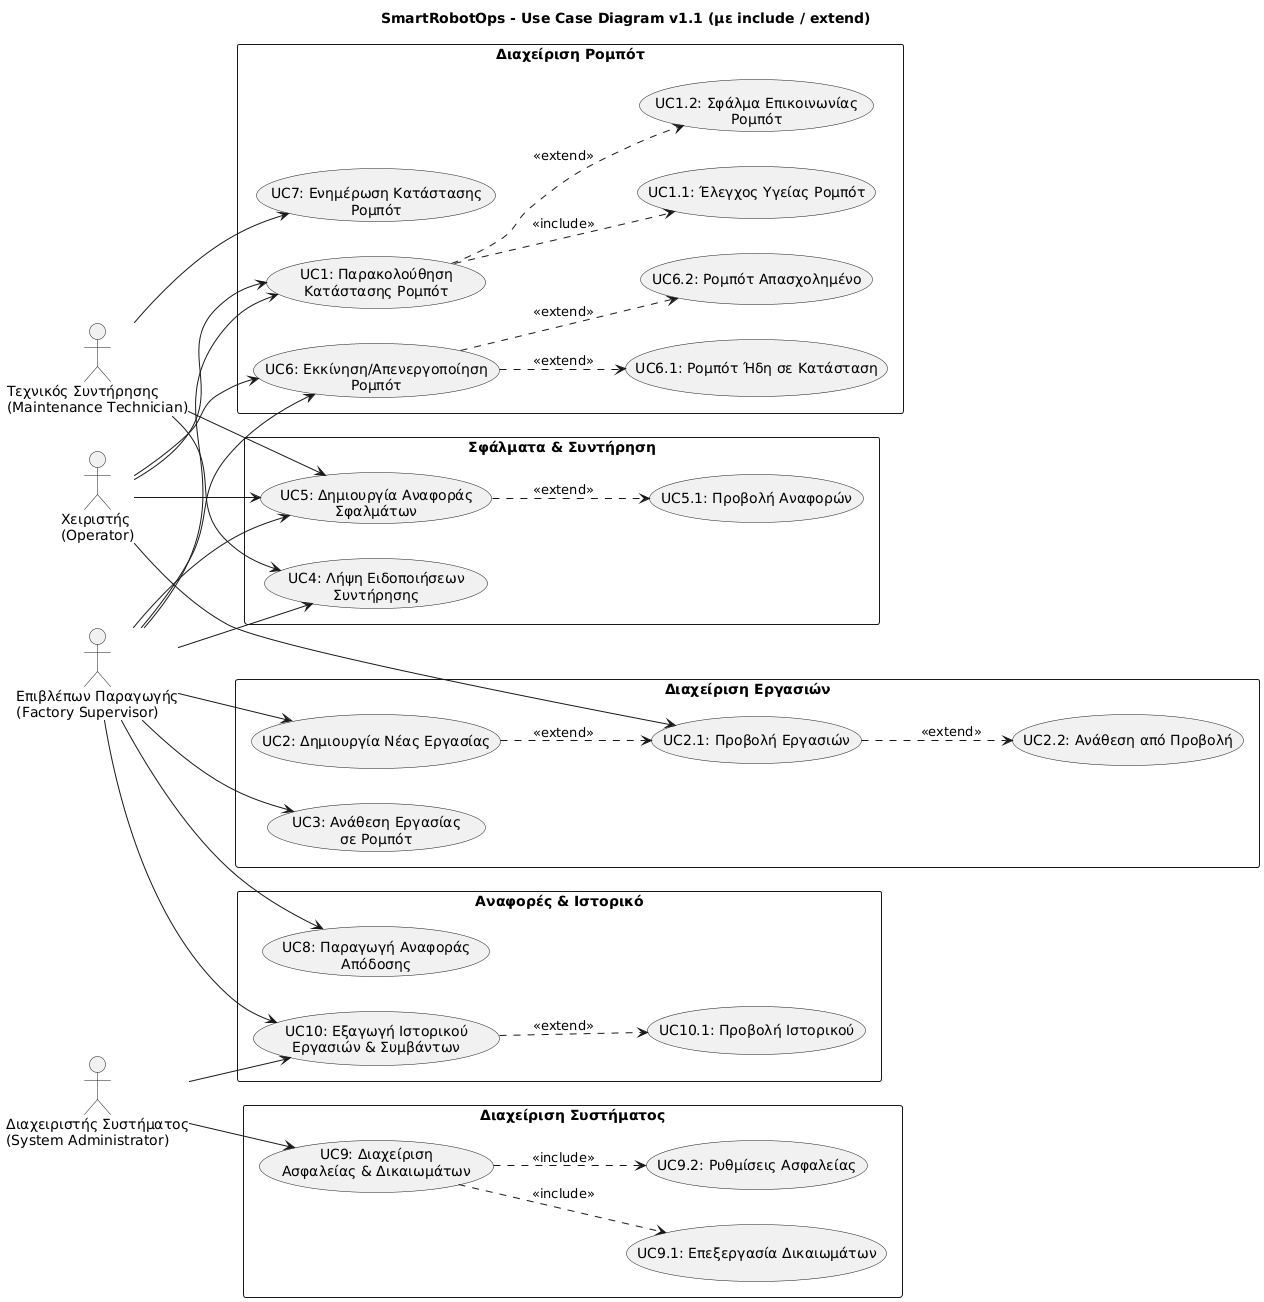 SmartRobotOps - Use Case Diagram v1.1 (με include / extend)
Διαχείριση Ρομπότ
UC1.2: Σφάλμα Επικοινωνίας
Ρομπότ
«extend»
UC7: Ενημέρωση Κατάστασης
Ρομπότ
UC1.1: Έλεγχος Υγείας Ρομπότ
«include»
UC1: Παρακολούθηση
Κατάστασης Ρομπότ
UC6.2: Ρομπότ Απασχολημένο
«extend»
UC6: Εκκίνηση/Απενεργοποίηση
Ρομπότ
«extend»
UC6.1: Ρομπότ Ήδη σε Κατάσταση
Τεχνικός Συντήρησης
(Maintenance Technician)
Σφάλματα & Συντήρηση
UC5: Δημιουργία Αναφοράς
Σφαλμάτων
«extend»
UC5.1: Προβολή Αναφορών
Χειριστής
(Operator)
UC4: Λήψη Ειδοποιήσεων
Συντήρησης
Επιβλέπων Παραγωγής
(Factory Supervisor)
Διαχείριση Εργασιών
UC2: Δημιουργία Νέας Εργασίας
«extend»
UC2.1: Προβολή Εργασιών
«extend»
UC2.2: Ανάθεση από Προβολή
UC3: Ανάθεση Εργασίας
σε Ρομπότ
Αναφορές & Ιστορικό
UC8: Παραγωγή Αναφοράς
Απόδοσης
UC10: Εξαγωγή Ιστορικού
Εργασιών & Συμβάντων
«extend»
UC10.1: Προβολή Ιστορικού
Διαχειριστής Συστήματος
(System Administrator)
Διαχείριση Συστήματος
UC9: Διαχείριση
Ασφαλείας & Δικαιωμάτων
«include»
UC9.2: Ρυθμίσεις Ασφαλείας
«include»
UC9.1: Επεξεργασία Δικαιωμάτων